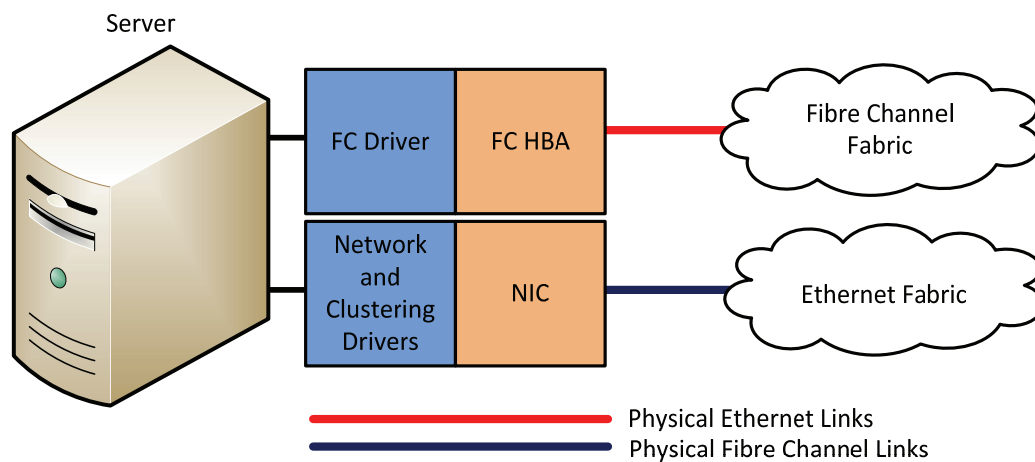 Server
FC Driver
FC HBA
Fibre Channel
Fabric
Network
and
Clustering
Drivers
NIC
Ethernet Fabric
Physical Ethernet Links
Physical Fibre Channel Links